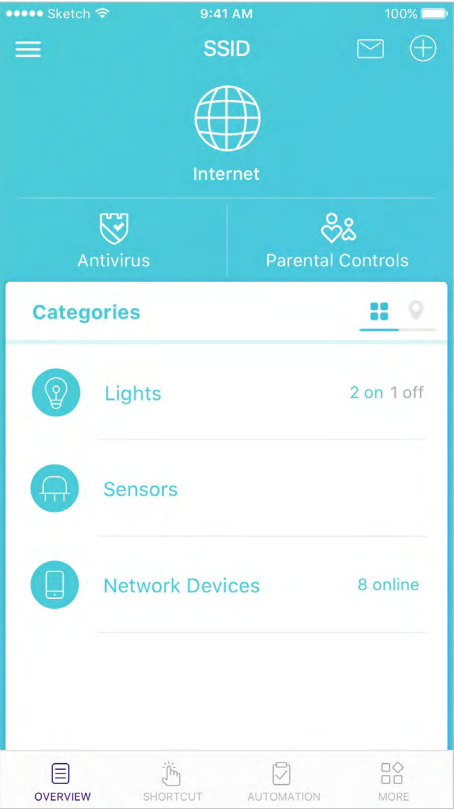 Sketch 9:41 AM 100%
SSID
Internet
Antivirus Parental Controls
Categories
Lights 2 on 1 off
Sensors
Network Devices 8 online
OVERVIEW SHORTCUT AUTOMATION MORE